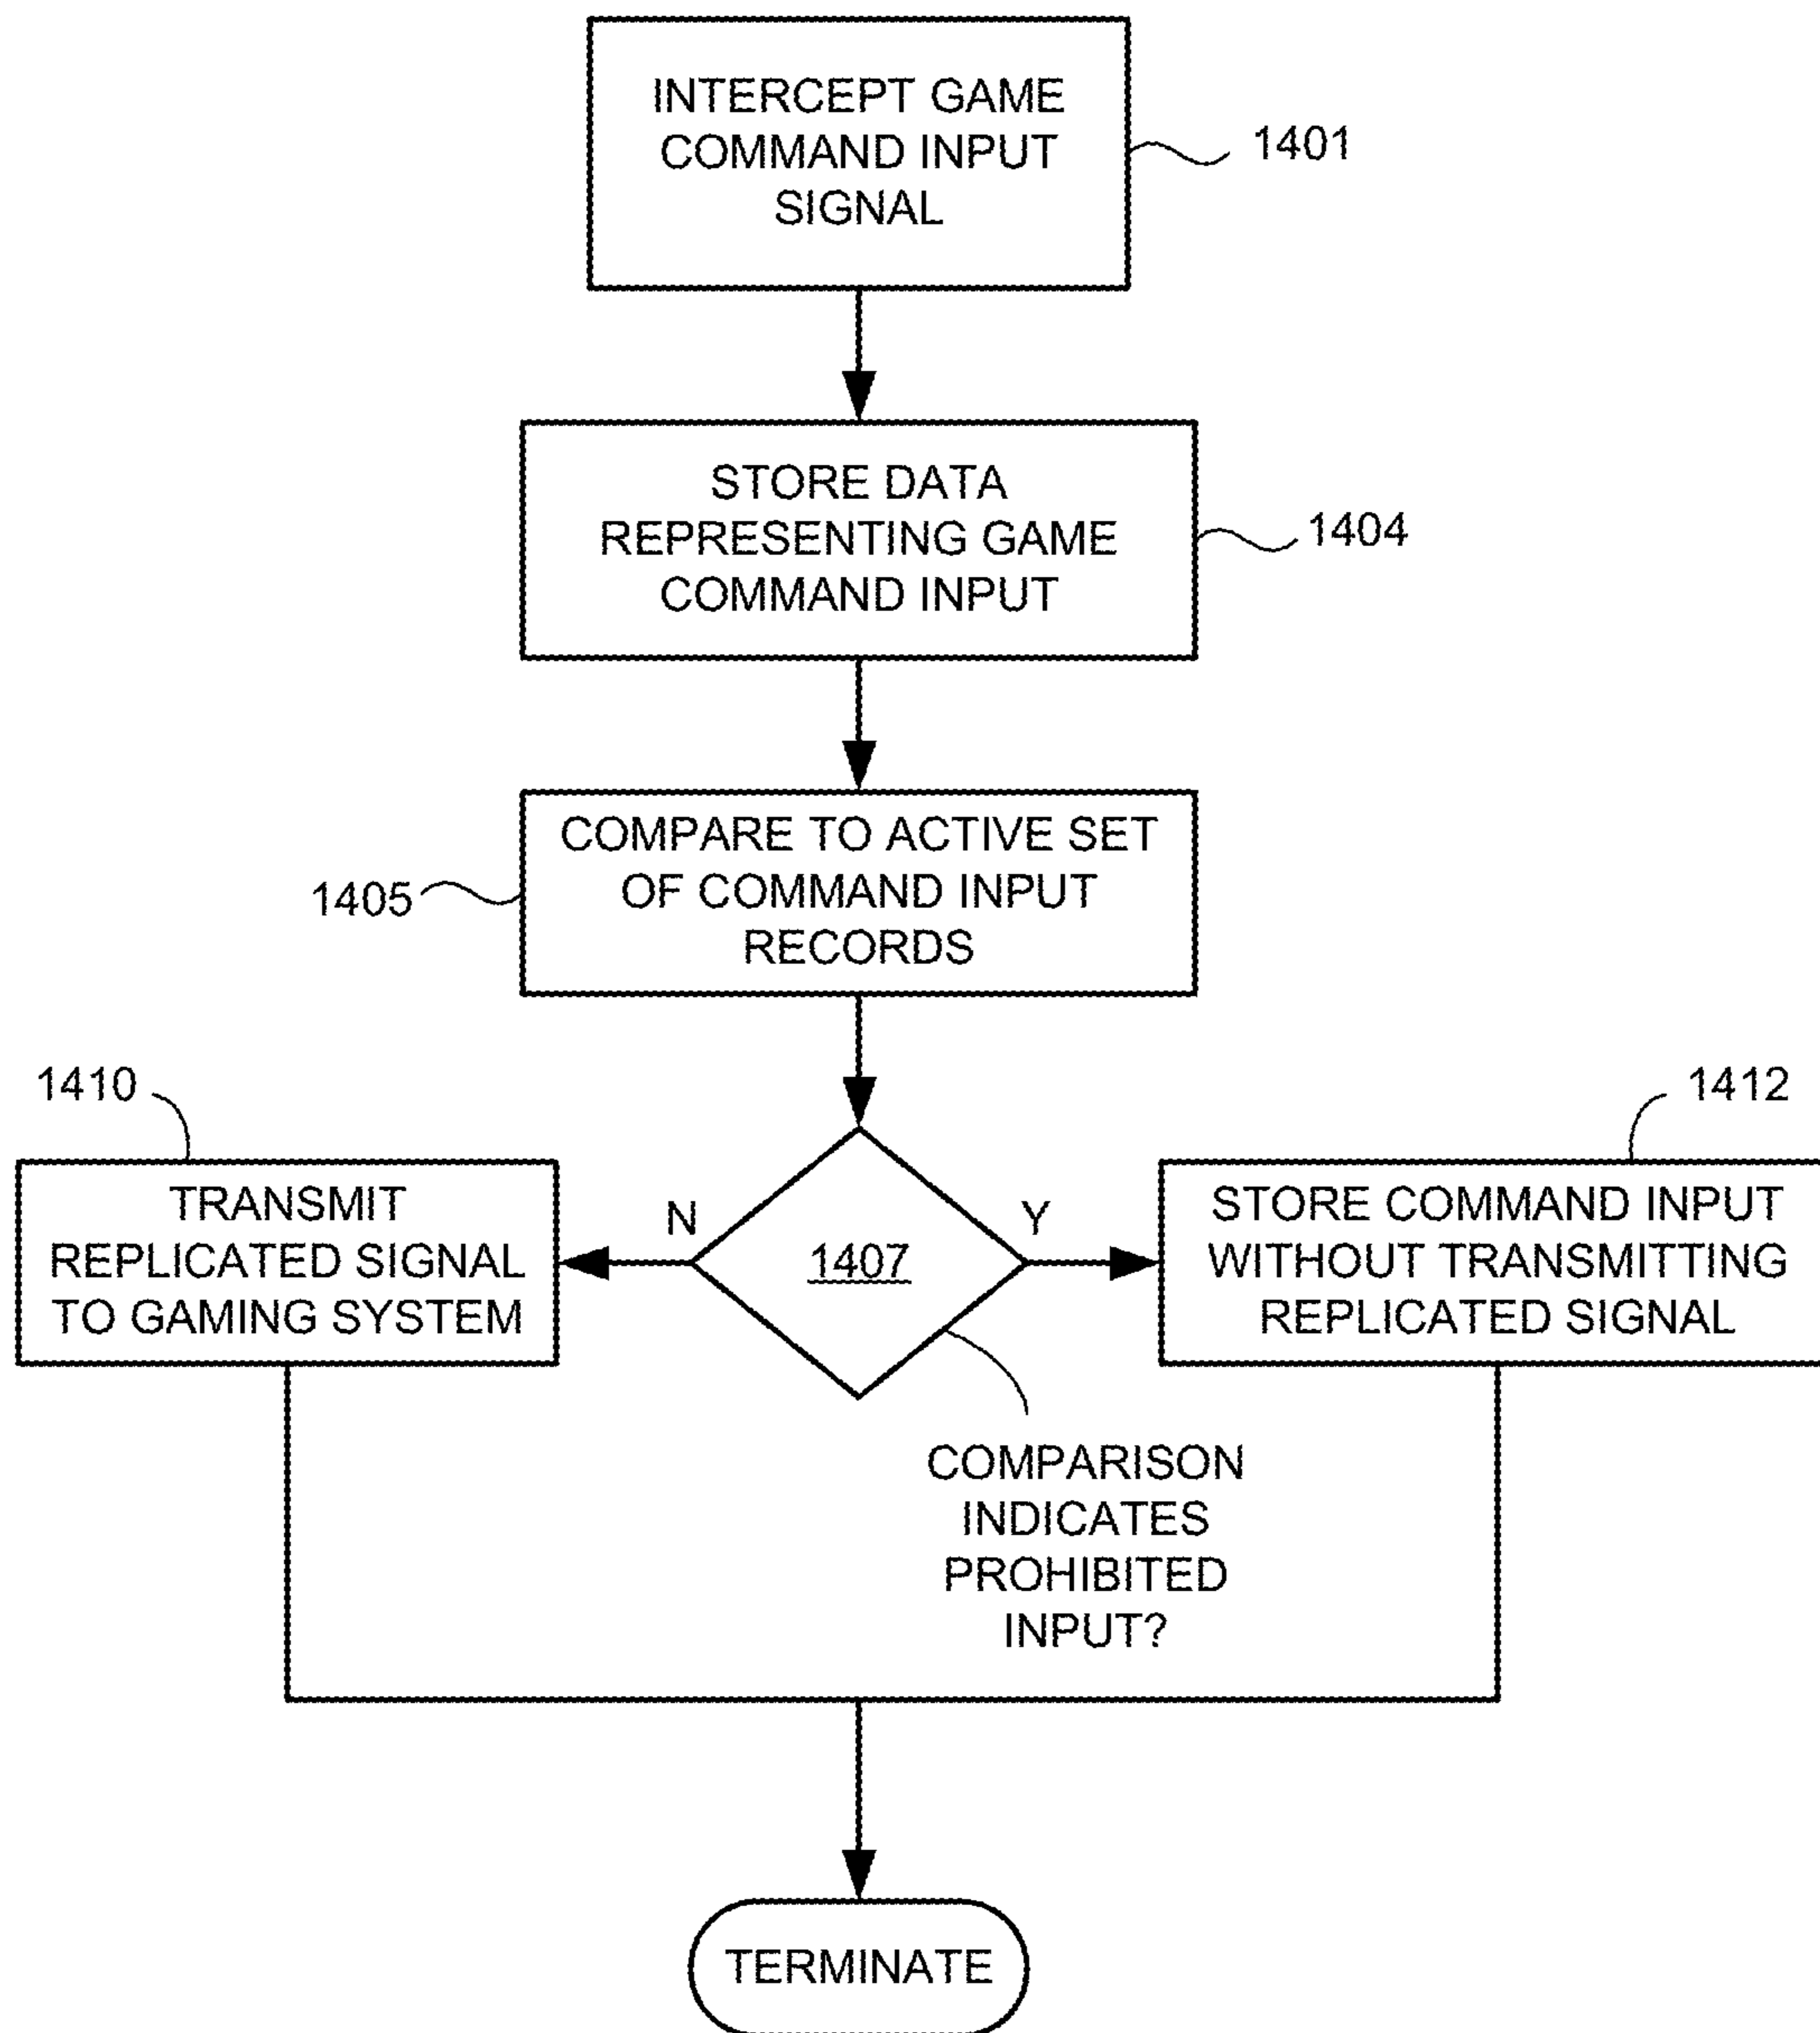 INTERCEPT GAME
COMMAND INPUT
SIGNAL
1401
STORE DATA
REPRESENTING GAME
COMMAND INPUT
1404
COMPARE TO ACTIVE SET
OF COMMAND INPUT
RECORDS
1405
1410
1412
TRANSMIT
REPLICATED SIGNAL
TO GAMING SYSTEM
N
1407
Y
STORE COMMAND INPUT
WITHOUT TRANSMITTING
REPLICATED SIGNAL
COMPARISON
INDICATES
PROHIBITED
INPUT?
TERMINATE